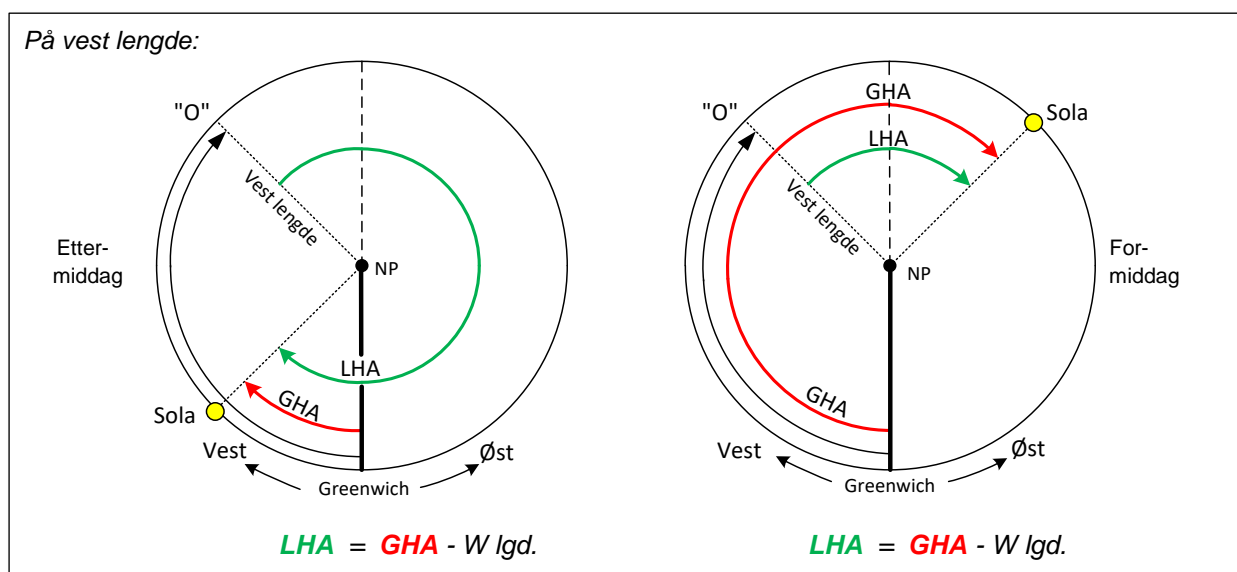 På vest lengde:
"O"
Vest lengde
NP
Etter-
middag
LHA
GHA
Sola
Vest
Øst
Greenwich
LHA = GHA - W lgd.
"O"
GHA
Sola
LHA
Vest lengde
NP
For-
middag
GHA
Vest
Øst
Greenwich
LHA = GHA - W lgd.